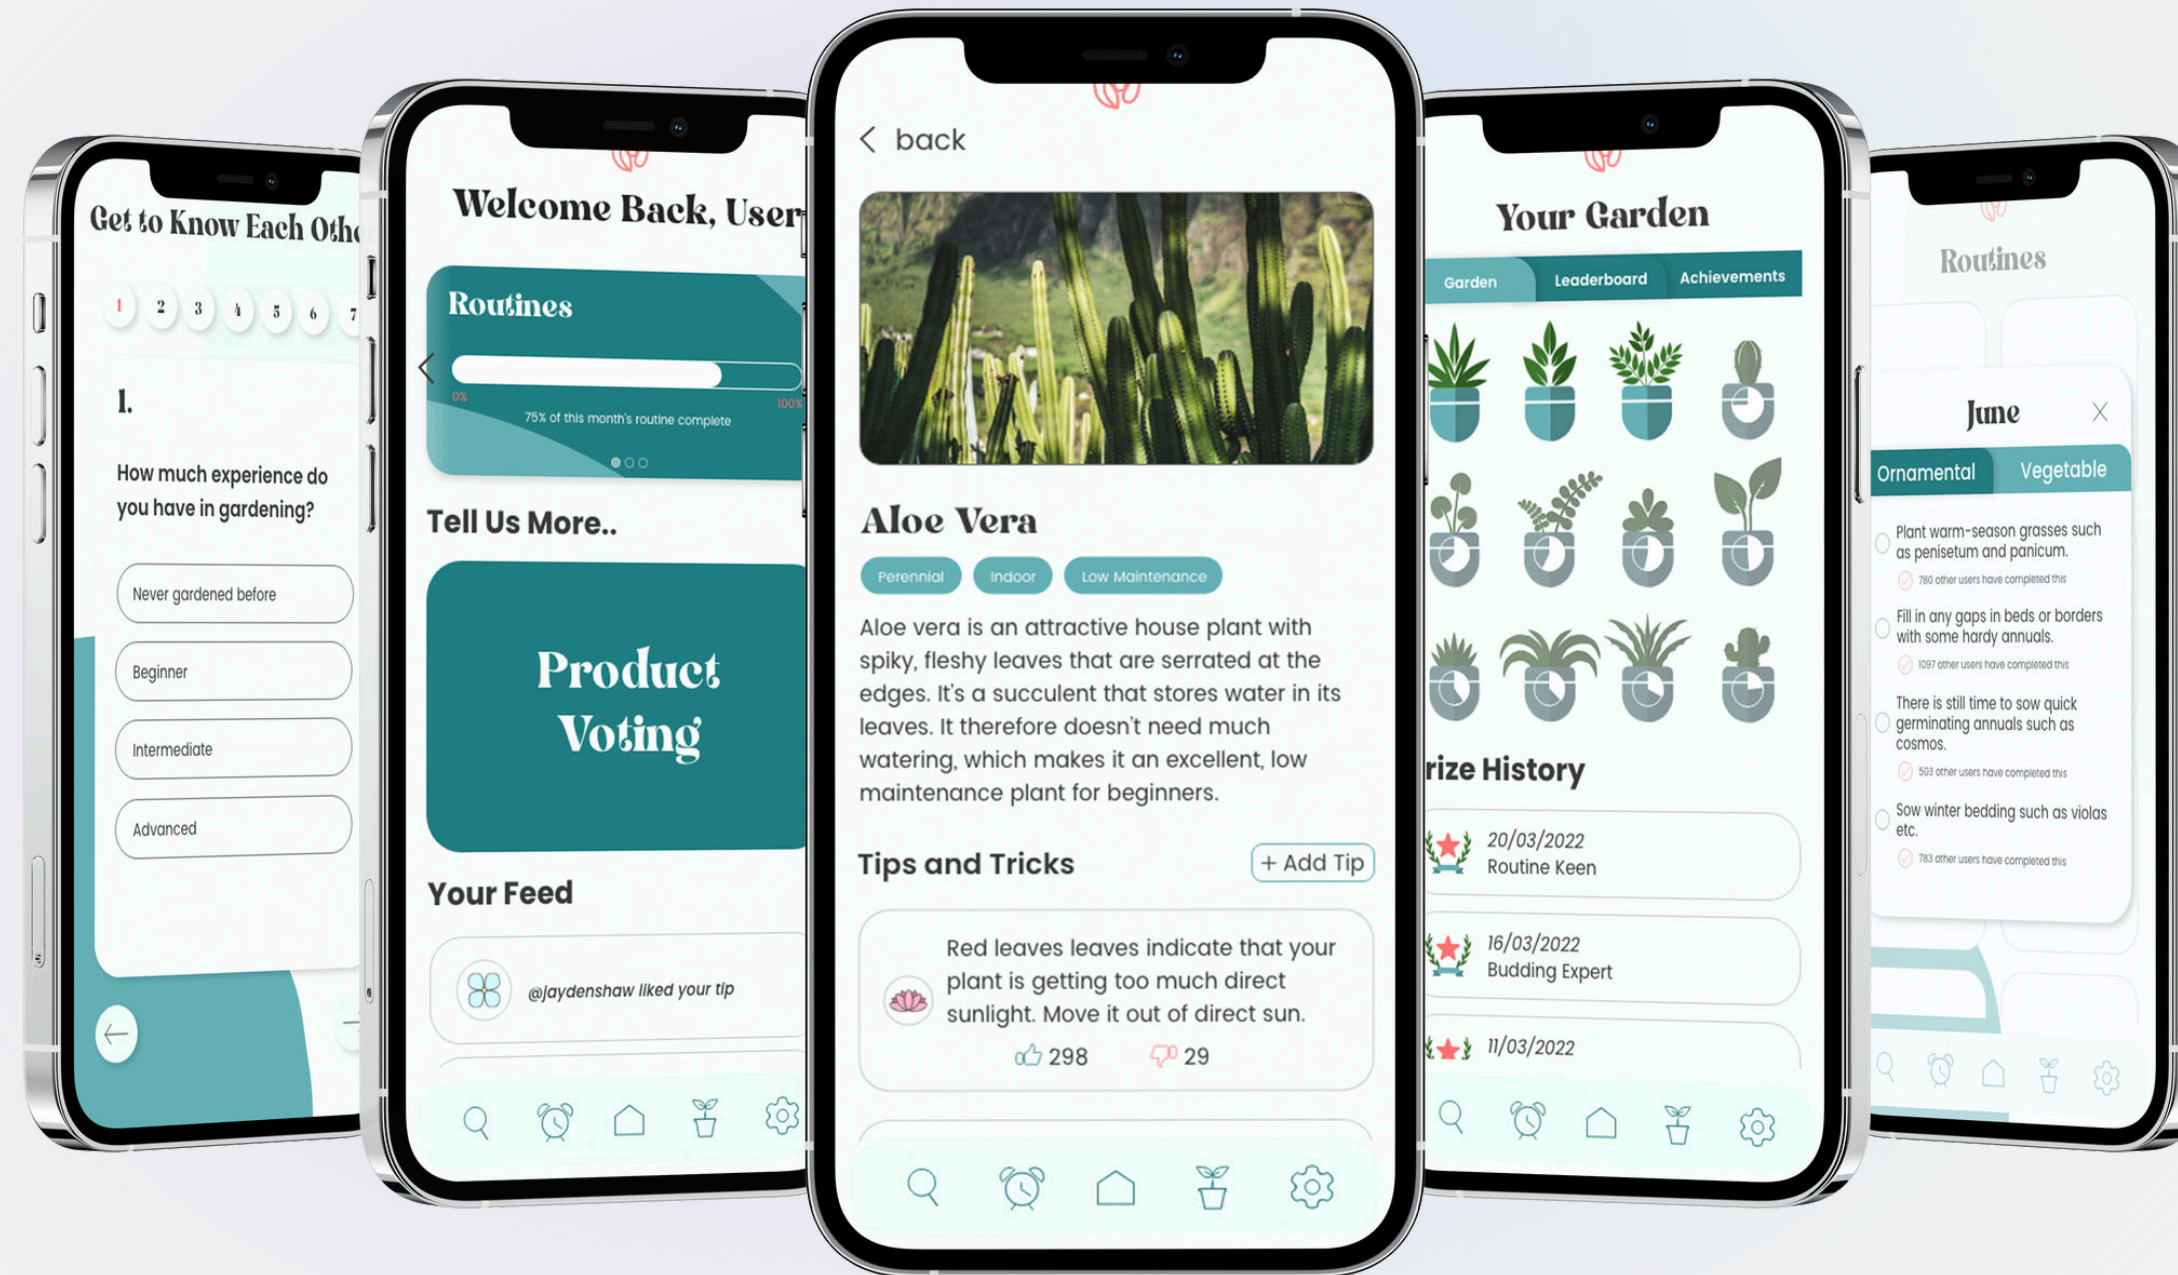 Get to Know Each Othe
1 2 3 4 5 6 7
1.
How much experience do
you have in gardening?
Never gardened before
Beginner
Intermediate
Advanced
Welcome Back, User
Routines
0%
100%
75% of this month's routine complete
Tell Us More..
Product
Voting
Your Feed
@jaydenshaw liked your tip
back
Aloe Vera
Perennial
Indoor
Low Maintenance
Aloe vera is an attractive house plant with
spiky, fleshy leaves that are serrated at the
edges. It's a succulent that stores water in its
leaves. It therefore doesn't need much
watering, which makes it an excellent, low
maintenance plant for beginners.
Tips and Tricks
+ Add Tip
Red leaves leaves indicate that your
plant is getting too much direct
sunlight. Move it out of direct sun.
298
29
Your Garden
Garden
Leaderboard
Achievements
rize History
20/03/2022
Routine Keen
16/03/2022
Budding Expert
11/03/2022
Routines
June
X
Ornamental
Vegetable
Plant warm-season grasses such
as penisetum and panicum.
780 other users have completed this
Fill in any gaps in beds or borders
with some hardy annuals.
1097 other users have completed this
There is still time to sow quick
germinating annuals such as
cosmos.
503 other users have completed this
Sow winter bedding such as violas
etc.
783 other users have completed this